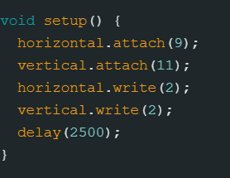 void setup() {
  horizontal.attach(9);
  vertical.attach(11);
  horizontal.write(2);
  vertical.write(2);
  delay(2500);
}